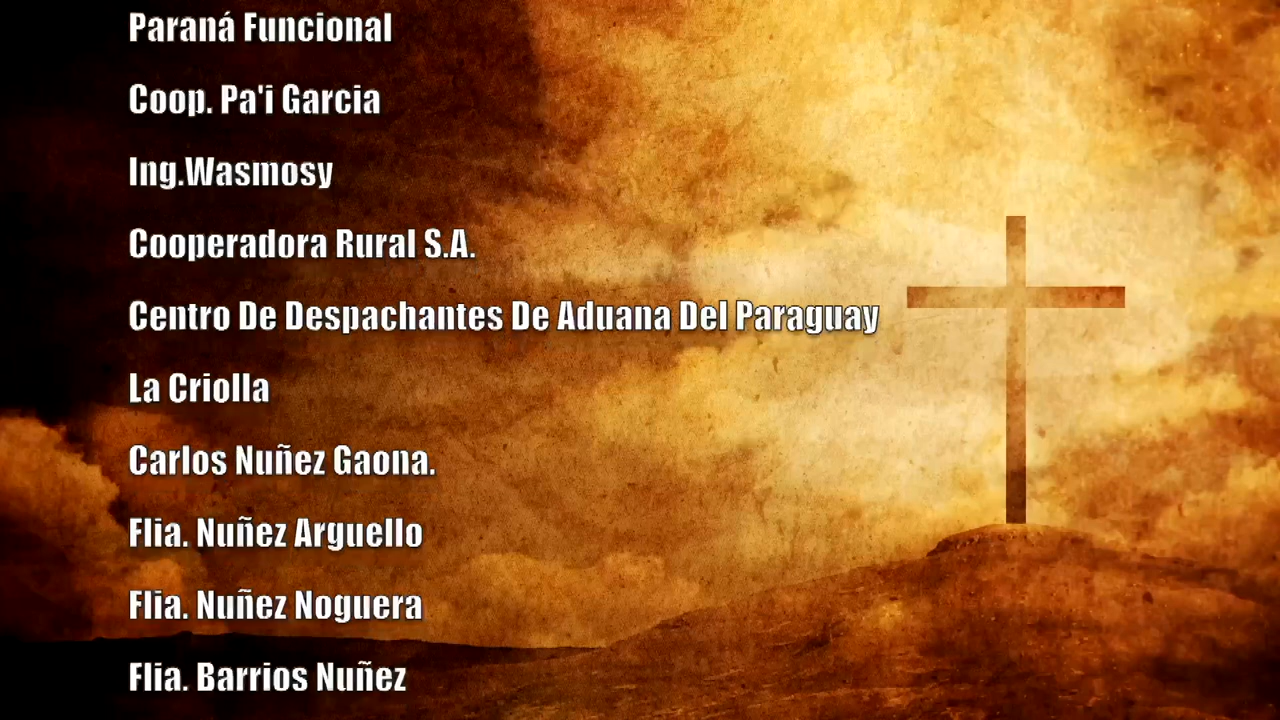 Paraná Funcional
Coop. Pa'i Garcia
Ing.Wasmosy
Cooperadora Rural S.A.
Centro De Despachantes De Aduana Del Paraguay
La Criolla
Carlos Nuñez Gaona.
Flia. Nuñez Arguello
Flia. Nuñez Noguera
Flia. Barrios Nuñez